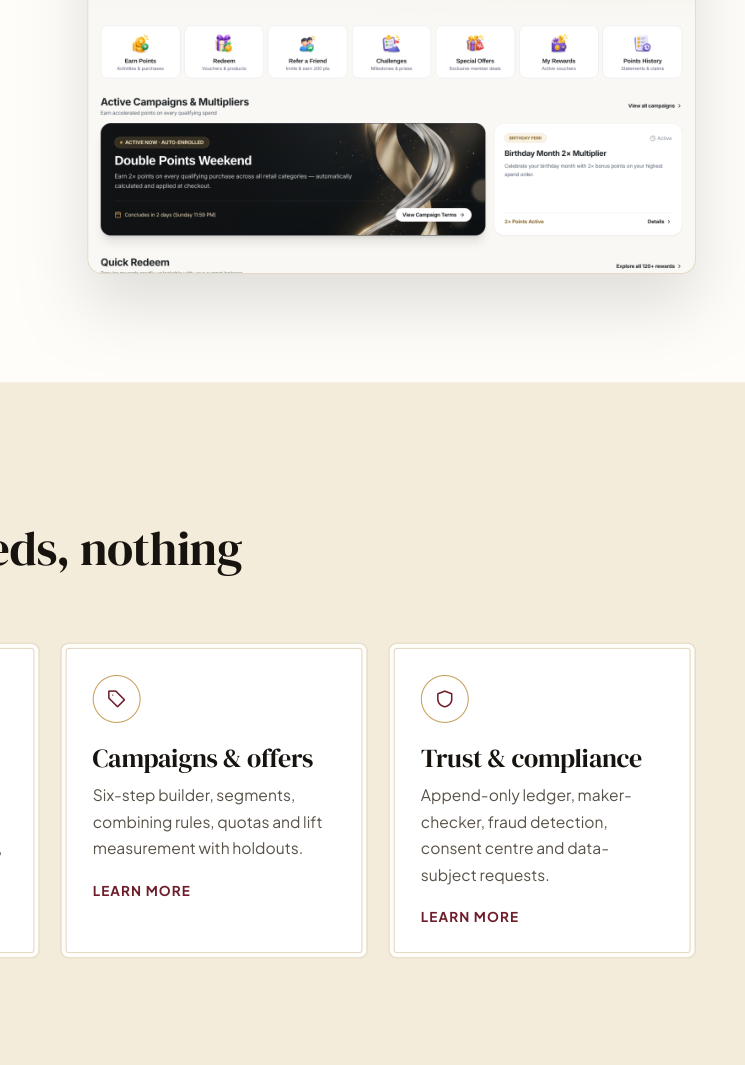 Earn Points
Activities & purchases
Redeem
Vouchers & products
Refer a Friend
Invite & earn 200 pts
Challenges
Milestones & prizes
Special Offers
Exclusive member deals
My Rewards
Active vouchers
Points History
Statements & claims
Active Campaigns & Multipliers
Earn accelerated points on every qualifying spend
View all campaigns
ACTIVE NOW · AUTO-ENROLLED
Double Points Weekend
Earn 2× points on every qualifying purchase across all retail categories — automatically
calculated and applied at checkout.
Concludes in 2 days (Sunday 11:59 PM)
View Campaign Terms
BIRTHDAY PERK
Active
Birthday Month 2× Multiplier
Celebrate your birthday month with 2× bonus points on your highest
spend order.
2× Points Active
Details
Quick Redeem
Explore all 120+ rewards
eds, nothing
Campaigns & offers
Six-step builder, segments,
combining rules, quotas and lift
measurement with holdouts.
LEARN MORE
Trust & compliance
Append-only ledger, maker-
checker, fraud detection,
consent centre and data-
subject requests.
LEARN MORE